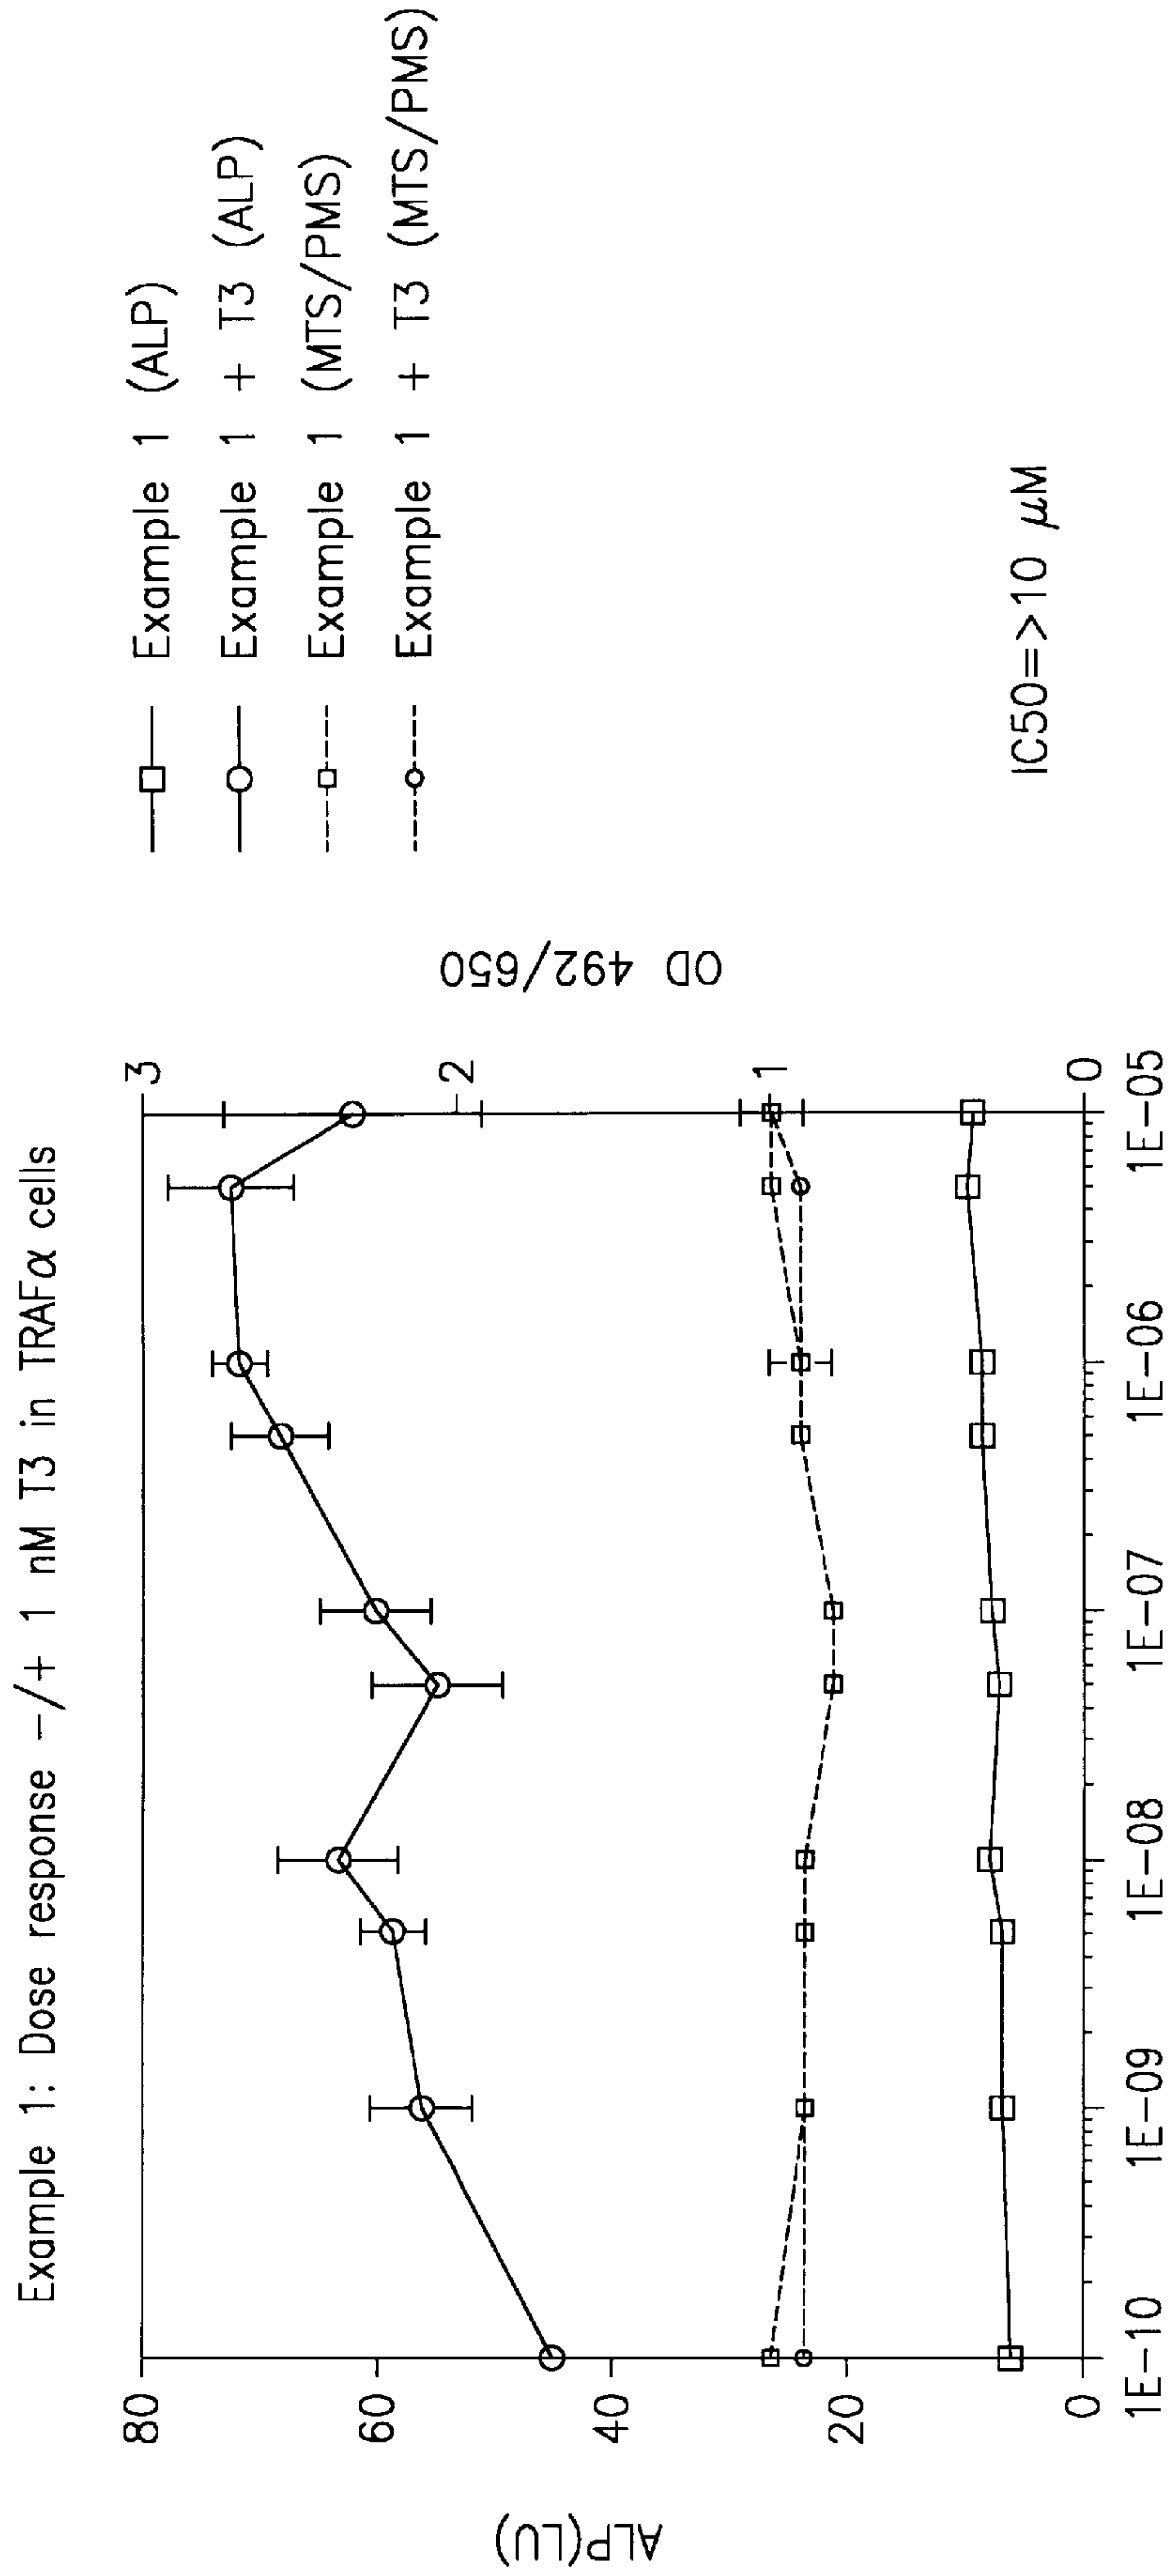 Example 1: Dose response -/+ 1 nM T3 in TRAFα cells
ALP(LU)
80
60
40
20
0
1E-10
1E-09
1E-08
1E-07
1E-06
1E-05
3
2
1
0
OD 492/650
Example 1 (ALP)
Example 1 + T3 (ALP)
Example 1 (MTS/PMS)
Example 1 + T3 (MTS/PMS)
IC50=>10 μM